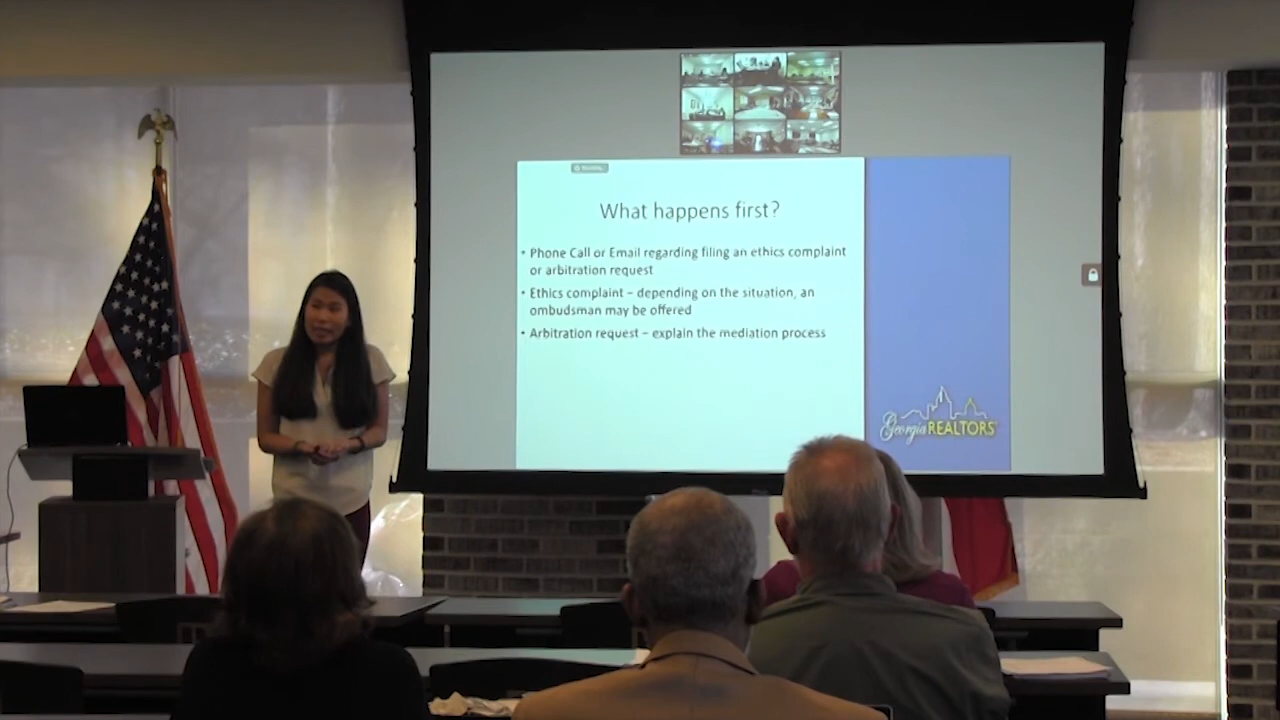 What happens first?
• Phone Call or Email regarding filing an ethics complaint
or arbitration request
• Ethics complaint – depending on the situation, an
ombudsman may be offered
• Arbitration request – explain the mediation process
Georgia REALTORS®